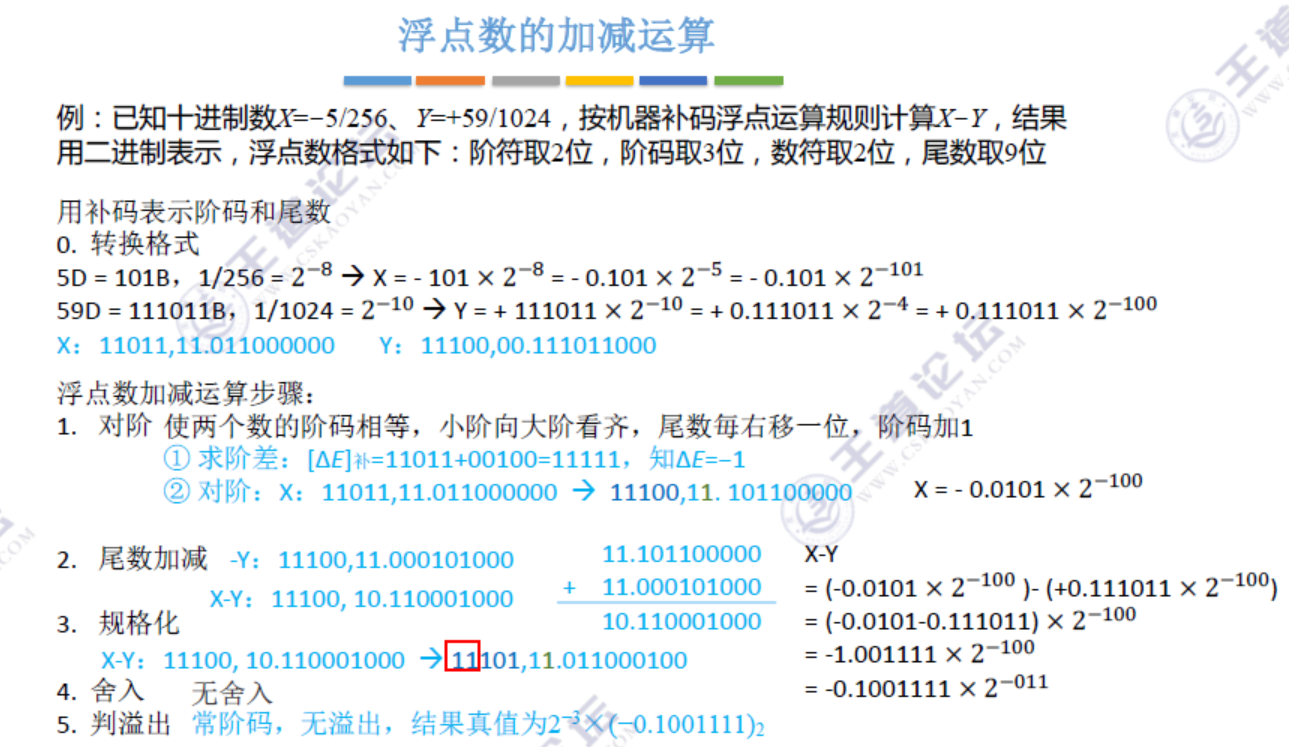 浮点数的加减运算
例：已知十进制数X=−5/256、Y=+59/1024，按机器补码浮点运算规则计算X−Y，结果
用二进制表示，浮点数格式如下：阶符取2位，阶码取3位，数符取2位，尾数取9位
用补码表示阶码和尾数
0. 转换格式
5D = 101B，1/256 = 2⁻⁸ → X = - 101 × 2⁻⁸ = - 0.101 × 2⁻⁵ = - 0.101 × 2⁻¹⁰¹
59D = 111011B，1/1024 = 2⁻¹⁰ → Y = + 111011 × 2⁻¹⁰ = + 0.111011 × 2⁻⁴ = + 0.111011 × 2⁻¹⁰⁰
X：11011,11.011000000 Y：11100,00.111011000
浮点数加减运算步骤：
1. 对阶 使两个数的阶码相等，小阶向大阶看齐，尾数每右移一位，阶码加1
① 求阶差：[ΔE]补=11011+00100=11111，知ΔE=−1
② 对阶：X：11011,11.011000000 → 11100,11. 101100000 X = - 0.0101 × 2⁻¹⁰⁰
2. 尾数加减 -Y：11100,11.000101000 11.101100000 X-Y
+ 11.000101000 = (-0.0101 × 2⁻¹⁰⁰ )- (+0.111011 × 2⁻¹⁰⁰)
X-Y：11100, 10.110001000 10.110001000 = (-0.0101-0.111011) × 2⁻¹⁰⁰
3. 规格化
X-Y：11100, 10.110001000 → 11101,11.011000100 = -1.001111 × 2⁻¹⁰⁰
4. 舍入 无舍入 = -0.1001111 × 2⁻⁰¹¹
5. 判溢出 常阶码，无溢出，结果真值为2⁻³×(−0.1001111)₂
王道论坛
WWW.CSKAOYAN.COM